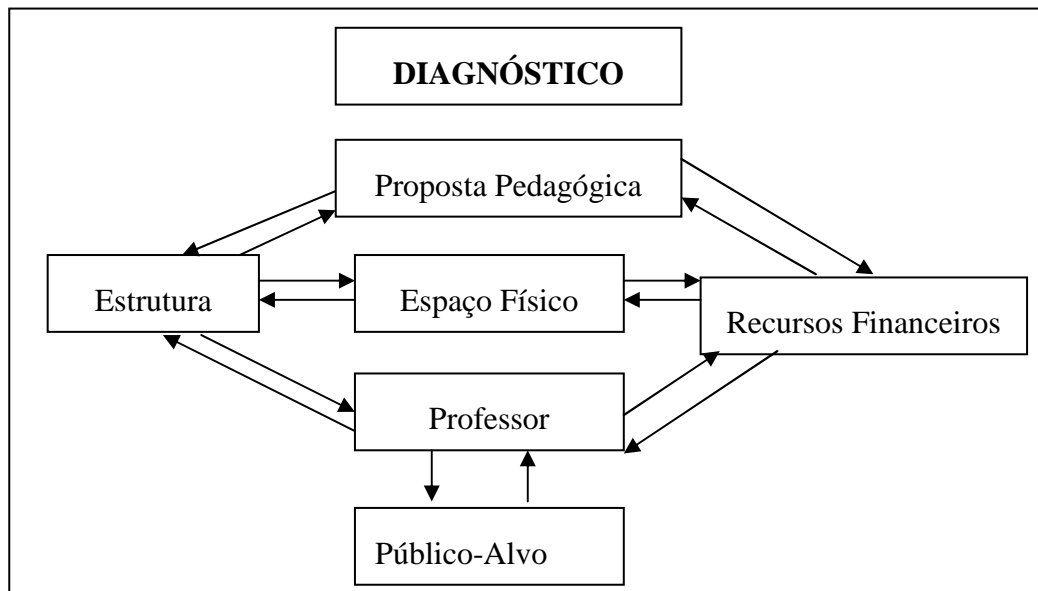 DIAGNÓSTICO
Proposta Pedagógica
Estrutura
Espaço Físico
Recursos Financeiros
Professor
Público-Alvo